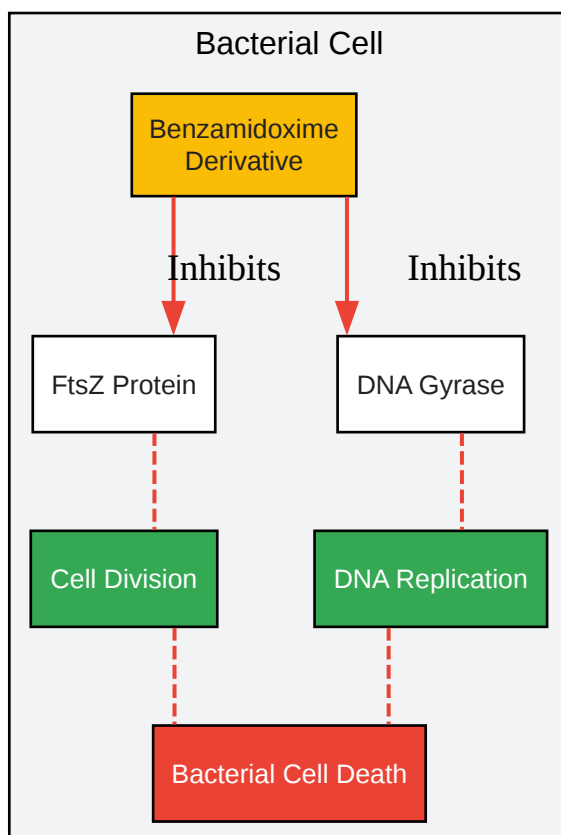 Bacterial Cell
Benzamidoxime
Derivative
Inhibits
Inhibits
FtsZ Protein
DNA Gyrase
Cell Division
DNA Replication
Bacterial Cell Death